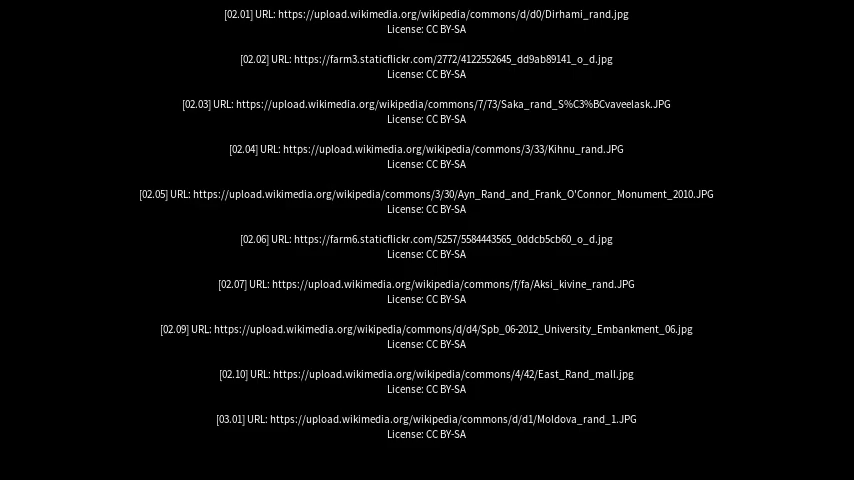 [02.01] URL: https://upload.wikimedia.org/wikipedia/commons/d/d0/Dirhami_rand.jpg
License: CC BY-SA
[02.02] URL: https://farm3.staticflickr.com/2772/4122552645_dd9ab89141_o_d.jpg
License: CC BY-SA
[02.03] URL: https://upload.wikimedia.org/wikipedia/commons/7/73/Saka_rand_S%C3%BCvaveelask.JPG
License: CC BY-SA
[02.04] URL: https://upload.wikimedia.org/wikipedia/commons/3/33/Kihnu_rand.JPG
License: CC BY-SA
[02.05] URL: https://upload.wikimedia.org/wikipedia/commons/3/30/Ayn_Rand_and_Frank_O'Connor_Monument_2010.JPG
License: CC BY-SA
[02.06] URL: https://farm6.staticflickr.com/5257/5584443565_0ddcb5cb60_o_d.jpg
License: CC BY-SA
[02.07] URL: https://upload.wikimedia.org/wikipedia/commons/f/fa/Aksi_kivine_rand.JPG
License: CC BY-SA
[02.09] URL: https://upload.wikimedia.org/wikipedia/commons/d/d4/Spb_06-2012_University_Embankment_06.jpg
License: CC BY-SA
[02.10] URL: https://upload.wikimedia.org/wikipedia/commons/4/42/East_Rand_mall.jpg
License: CC BY-SA
[03.01] URL: https://upload.wikimedia.org/wikipedia/commons/d/d1/Moldova_rand_1.JPG
License: CC BY-SA